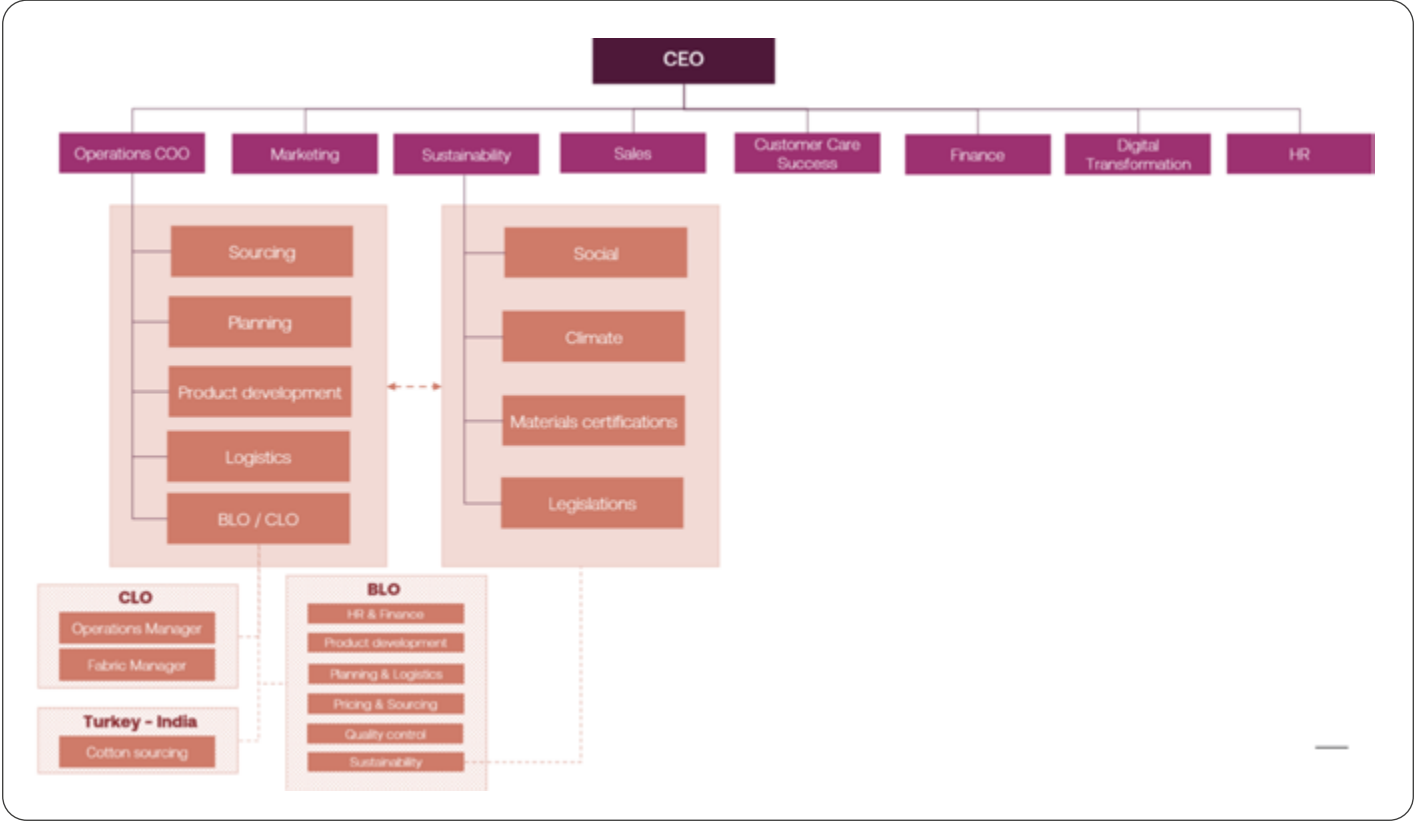 CEO
Operations COO
Marketing
Sustainability
Sales
Customer Care
Success
Finance
Digital
Transformation
HR
Sourcing
Planning
Product development
Logistics
BLO / CLO
Social
Climate
Materials certifications
Legislations
CLO
Operations Manager
Fabric Manager
Turkey - India
Cotton sourcing
BLO
HR & Finance
Product development
Planning & Logistics
Pricing & Sourcing
Quality control
Sustainability